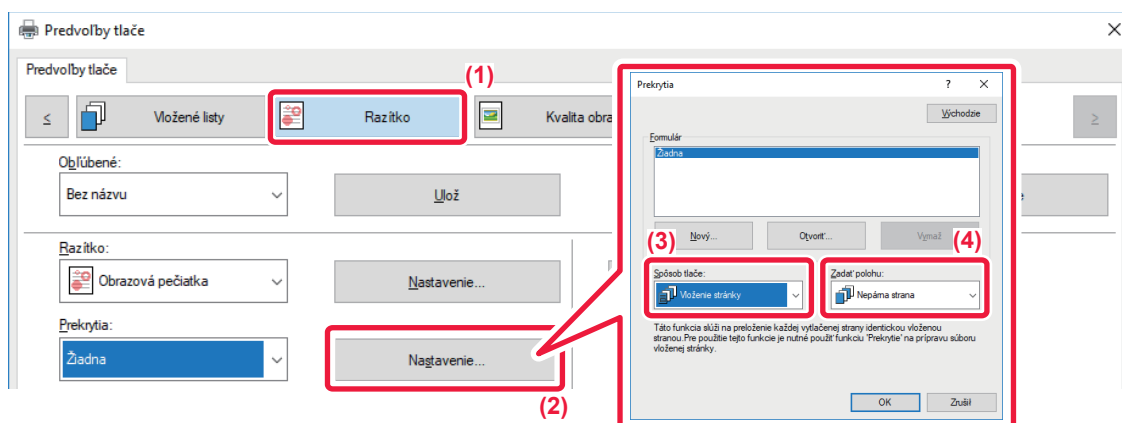 Predvoľby tlače
Predvoľby tlače
(1)
< Vložené listy Razítko Kvalita obra >
Obľúbené:
Bez názvu Ulož
Razítko:
Obrazová pečiatka Nastavenie...
Prekrytia:
Žiadna Nastavenie...
(2)
Prekrytia ? ×
Východzie
Formulár
Žiadna
Nový... Otvoriť... Vymaž
(3) (4)
Spôsob tlače: Zadať polohu:
Vloženie stránky Nepárna strana
Táto funkcia slúži na preloženie každej vytlačenej strany identickou vloženou
stranou.Pre použitie tejto funkcie je nutné použiť funkciu 'Prekrytie' na prípravu súboru
vloženej stránky.
OK Zrušiť